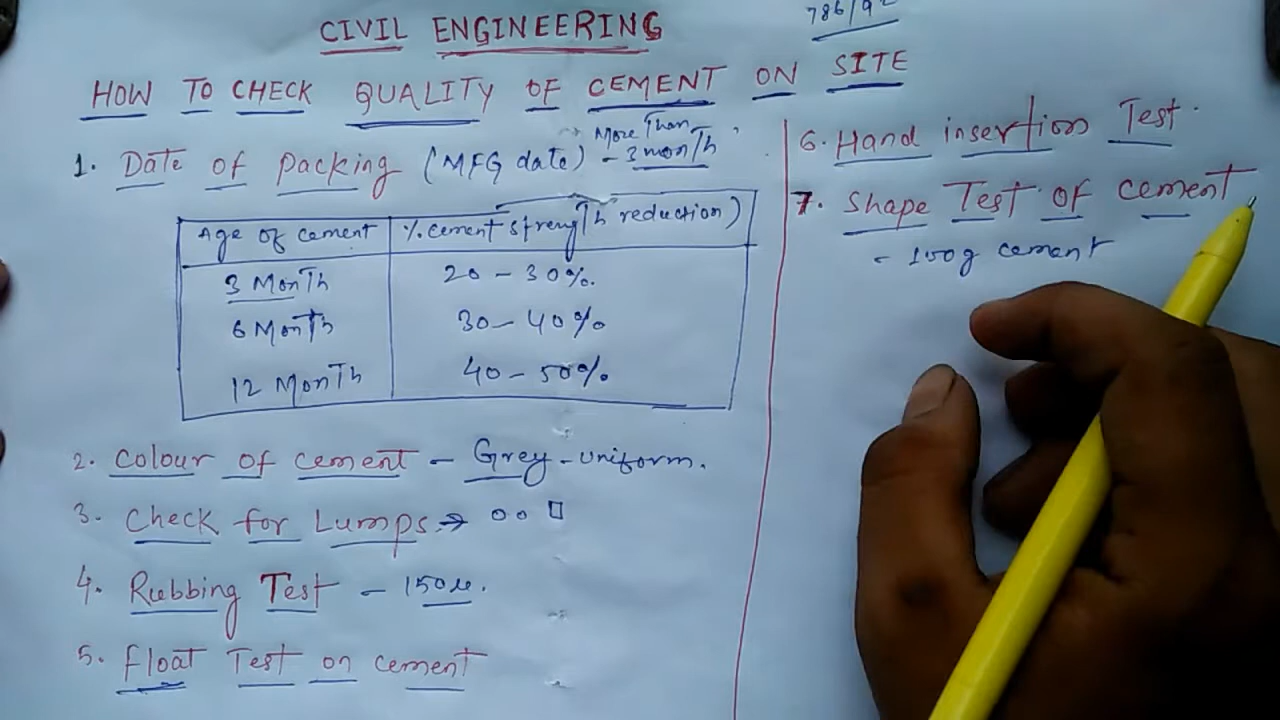 CIVIL ENGINEERING
786/92
HOW TO CHECK QUALITY OF CEMENT ON SITE
1. Date of packing (MFG date) - More Than 3 month
Age of cement | % cement strength reduction)
3 Month 20 - 30%.
6 Month 30 - 40%
12 Month 40 - 50%
2. Colour of cement - Grey - uniform.
3. Check for Lumps →
4. Rubbing Test - 150u.
5. Float Test on cement
6. Hand insertion Test.
7. Shape Test of cement
- 100g cement